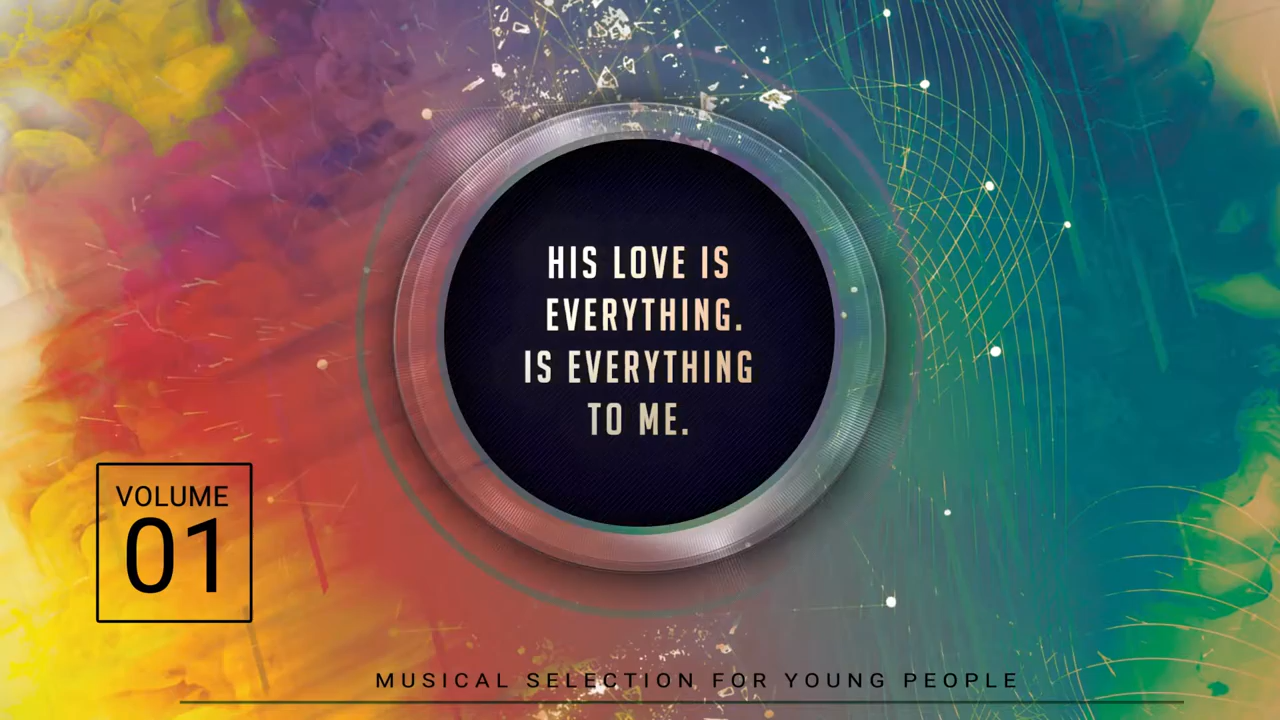 HIS LOVE IS
EVERYTHING.
IS EVERYTHING
TO ME.
VOLUME
01
MUSICAL SELECTION FOR YOUNG PEOPLE